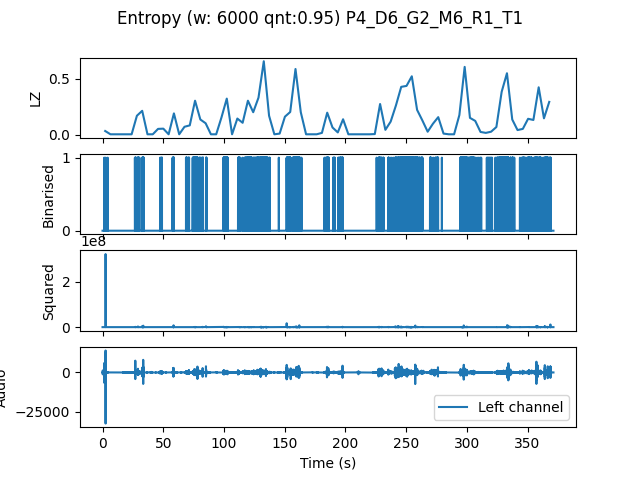 Entropy (w: 6000 qnt:0.95) P4_D6_G2_M6_R1_T1
0.5
0.0
LZ
1
0
Binarised
1e8
2
0
Squared
0
−25000
Audio
Left channel
0 50 100 150 200 250 300 350
Time (s)